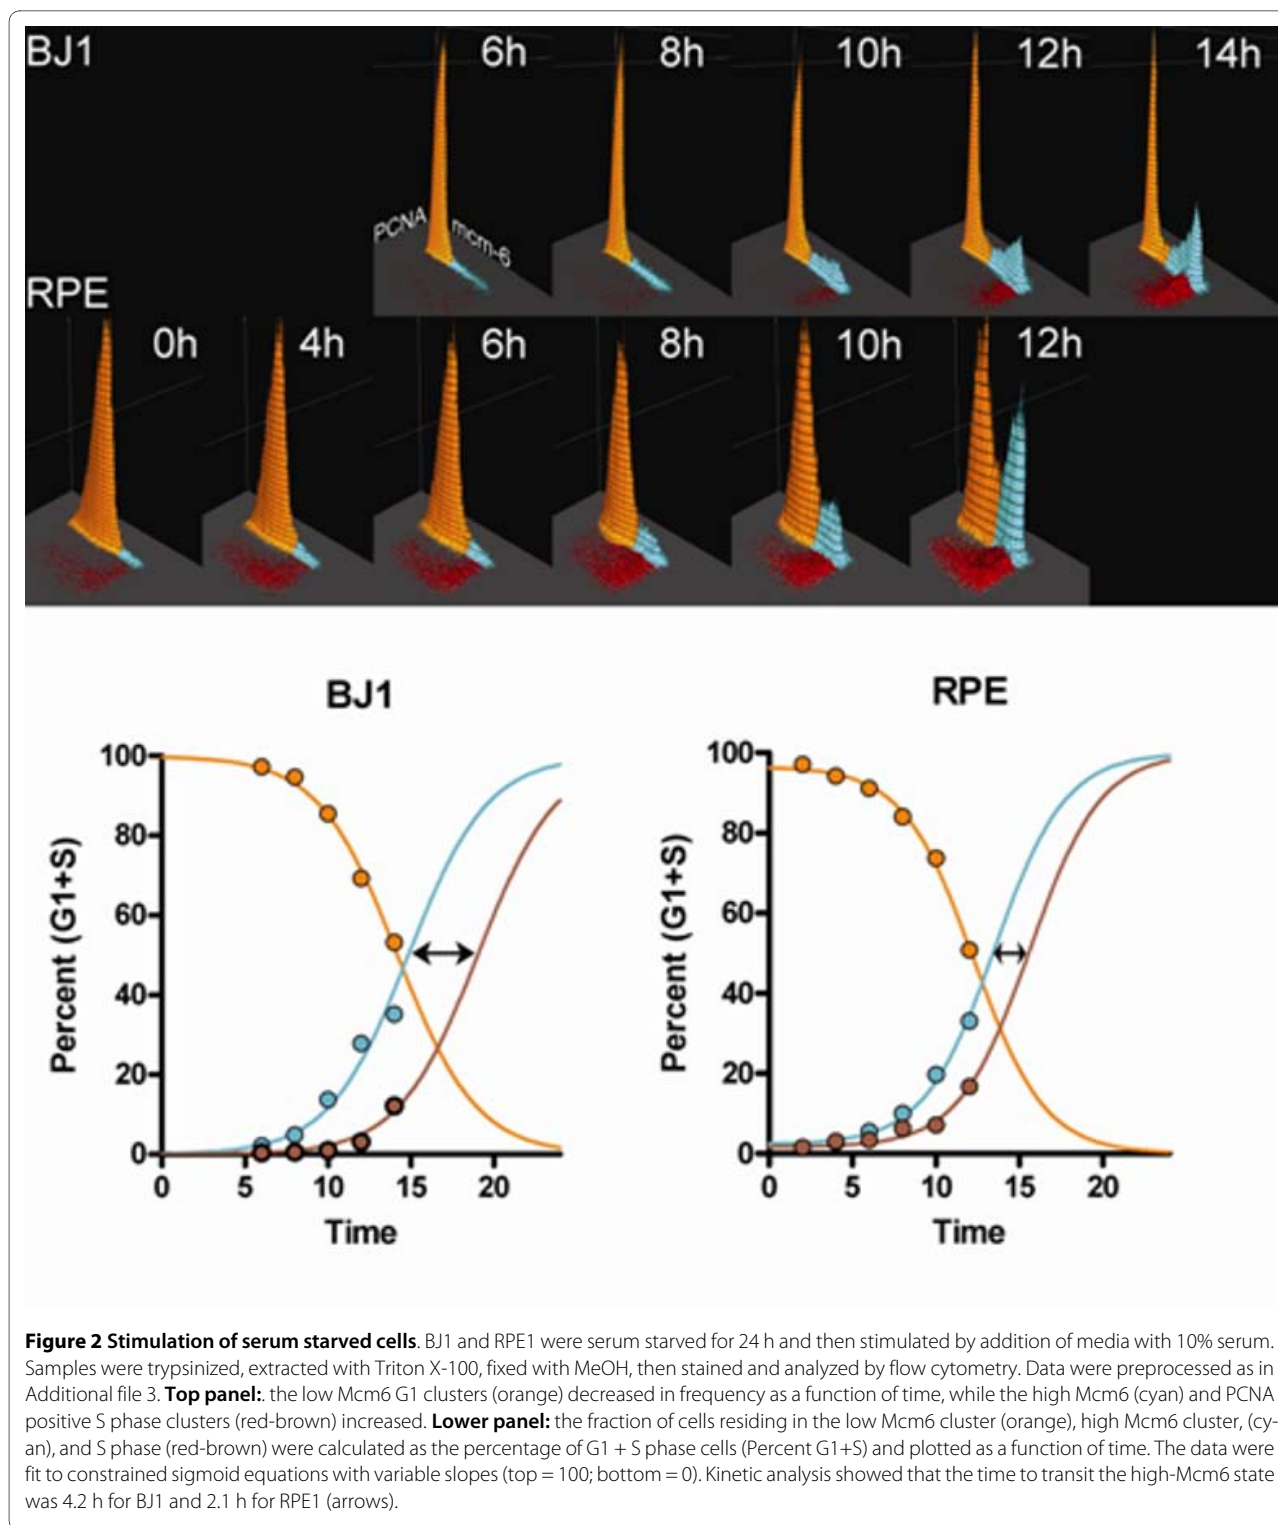 BJ1
6h 8h 10h 12h 14h
PCNA mcm-6
RPE
0h 4h 6h 8h 10h 12h
BJ1 RPE
Percent (G1+S)
100
80
60
40
20
0
0 5 10 15 20
Time
Percent (G1+S)
100
80
60
40
20
0
0 5 10 15 20
Time
Figure 2 Stimulation of serum starved cells. BJ1 and RPE1 were serum starved for 24 h and then stimulated by addition of media with 10% serum.
Samples were trypsinized, extracted with Triton X-100, fixed with MeOH, then stained and analyzed by flow cytometry. Data were preprocessed as in
Additional file 3. Top panel:. the low Mcm6 G1 clusters (orange) decreased in frequency as a function of time, while the high Mcm6 (cyan) and PCNA
positive S phase clusters (red-brown) increased. Lower panel: the fraction of cells residing in the low Mcm6 cluster (orange), high Mcm6 cluster, (cy-
an), and S phase (red-brown) were calculated as the percentage of G1 + S phase cells (Percent G1+S) and plotted as a function of time. The data were
fit to constrained sigmoid equations with variable slopes (top = 100; bottom = 0). Kinetic analysis showed that the time to transit the high-Mcm6 state
was 4.2 h for BJ1 and 2.1 h for RPE1 (arrows).